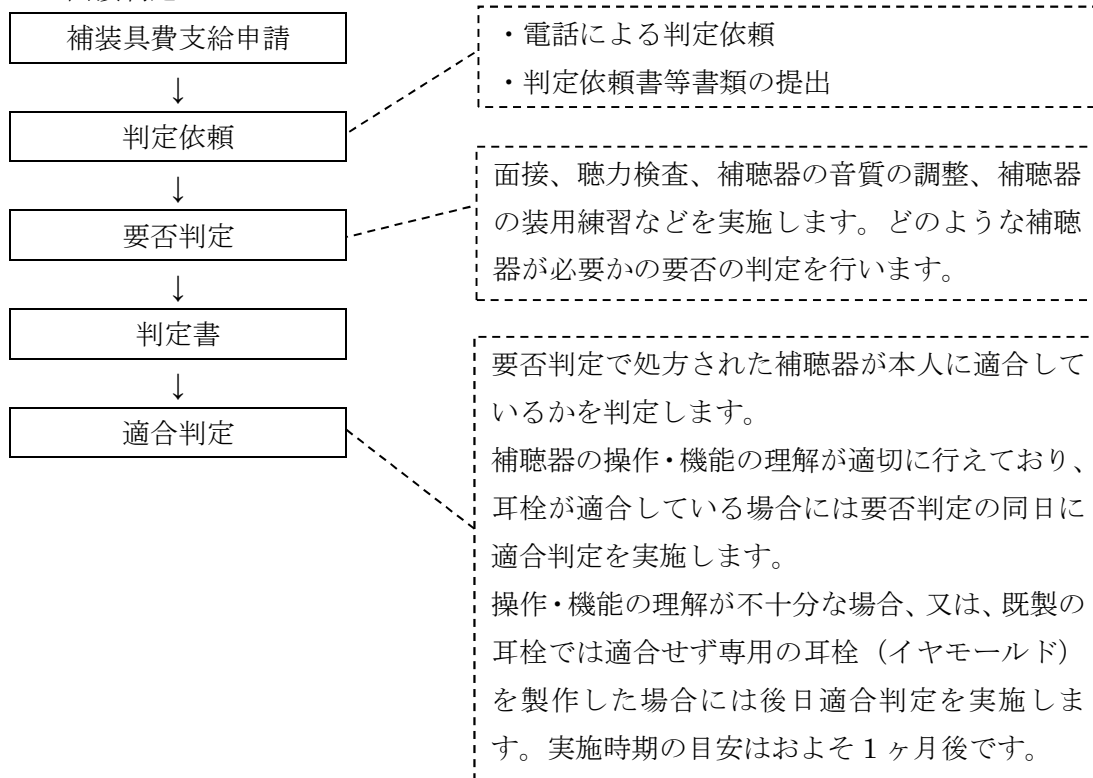 補装具費支給申請
↓
判定依頼
↓
要否判定
↓
判定書
↓
適合判定
・電話による判定依頼
・判定依頼書等書類の提出
面接、聴力検査、補聴器の音質の調整、補聴器
の装用練習などを実施します。どのような補聴
器が必要かの要否の判定を行います。
要否判定で処方された補聴器が本人に適合して
いるかを判定します。
補聴器の操作・機能の理解が適切に行えており、
耳栓が適合している場合には要否判定の同日に
適合判定を実施します。
操作・機能の理解が不十分な場合、又は、既製の
耳栓では適合せず専用の耳栓（イヤモールド）
を製作した場合には後日適合判定を実施しま
す。実施時期の目安はおよそ１ヶ月後です。